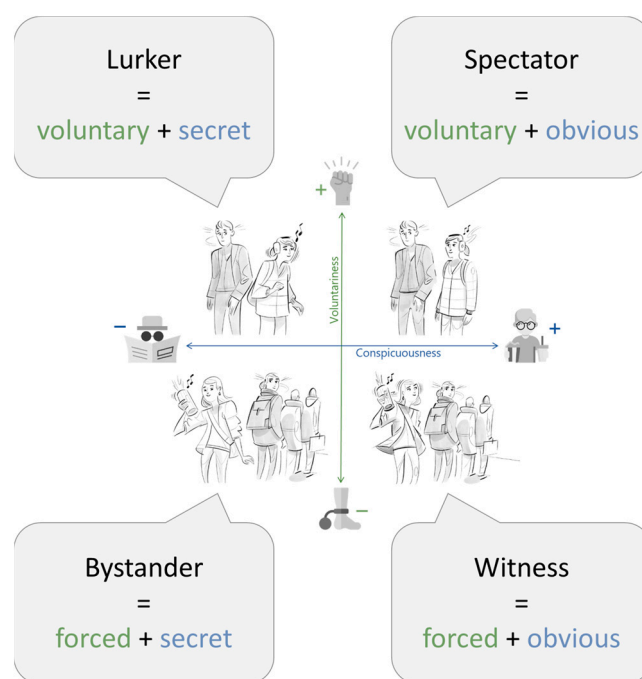 Lurker
=
voluntary + secret
Spectator
=
voluntary + obvious
+
Voluntariness
-
+
Conspicuousness
-
Bystander
=
forced + secret
Witness
=
forced + obvious